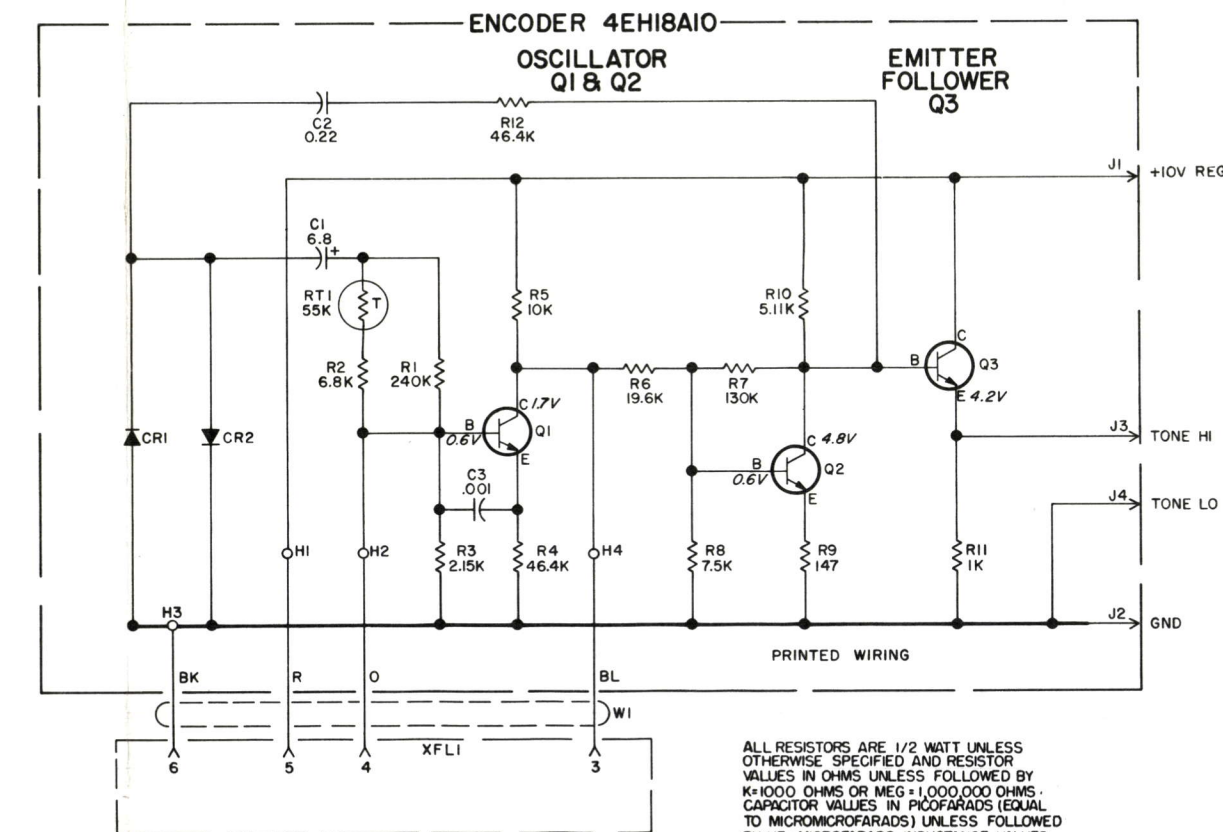 ENCODER 4EH18A10
OSCILLATOR
Q1 & Q2
EMITTER
FOLLOWER
Q3
C2
0.22
R12
46.4K
J1
+10V REG
C1
6.8
+
RT1
55K
T
R5
10K
R10
5.11K
R2
6.8K
R1
240K
R6
19.6K
R7
130K
B
C
Q3
E 4.2V
C 1.7V
B
0.6V
Q1
E
CR1
CR2
C 4.8V
B
0.6V
Q2
E
J3
TONE HI
J4
TONE LO
C3
.001
H1
H2
R3
2.15K
R4
46.4K
H4
R8
7.5K
R9
147
R11
1K
H3
J2
GND
PRINTED WIRING
BK
R
O
BL
W1
XFL1
6
5
4
3
ALL RESISTORS ARE 1/2 WATT UNLESS
OTHERWISE SPECIFIED AND RESISTOR
VALUES IN OHMS UNLESS FOLLOWED BY
K=1000 OHMS OR MEG = 1,000,000 OHMS.
CAPACITOR VALUES IN PICOFARADS (EQUAL
TO MICROMICROFARADS) UNLESS FOLLOWED